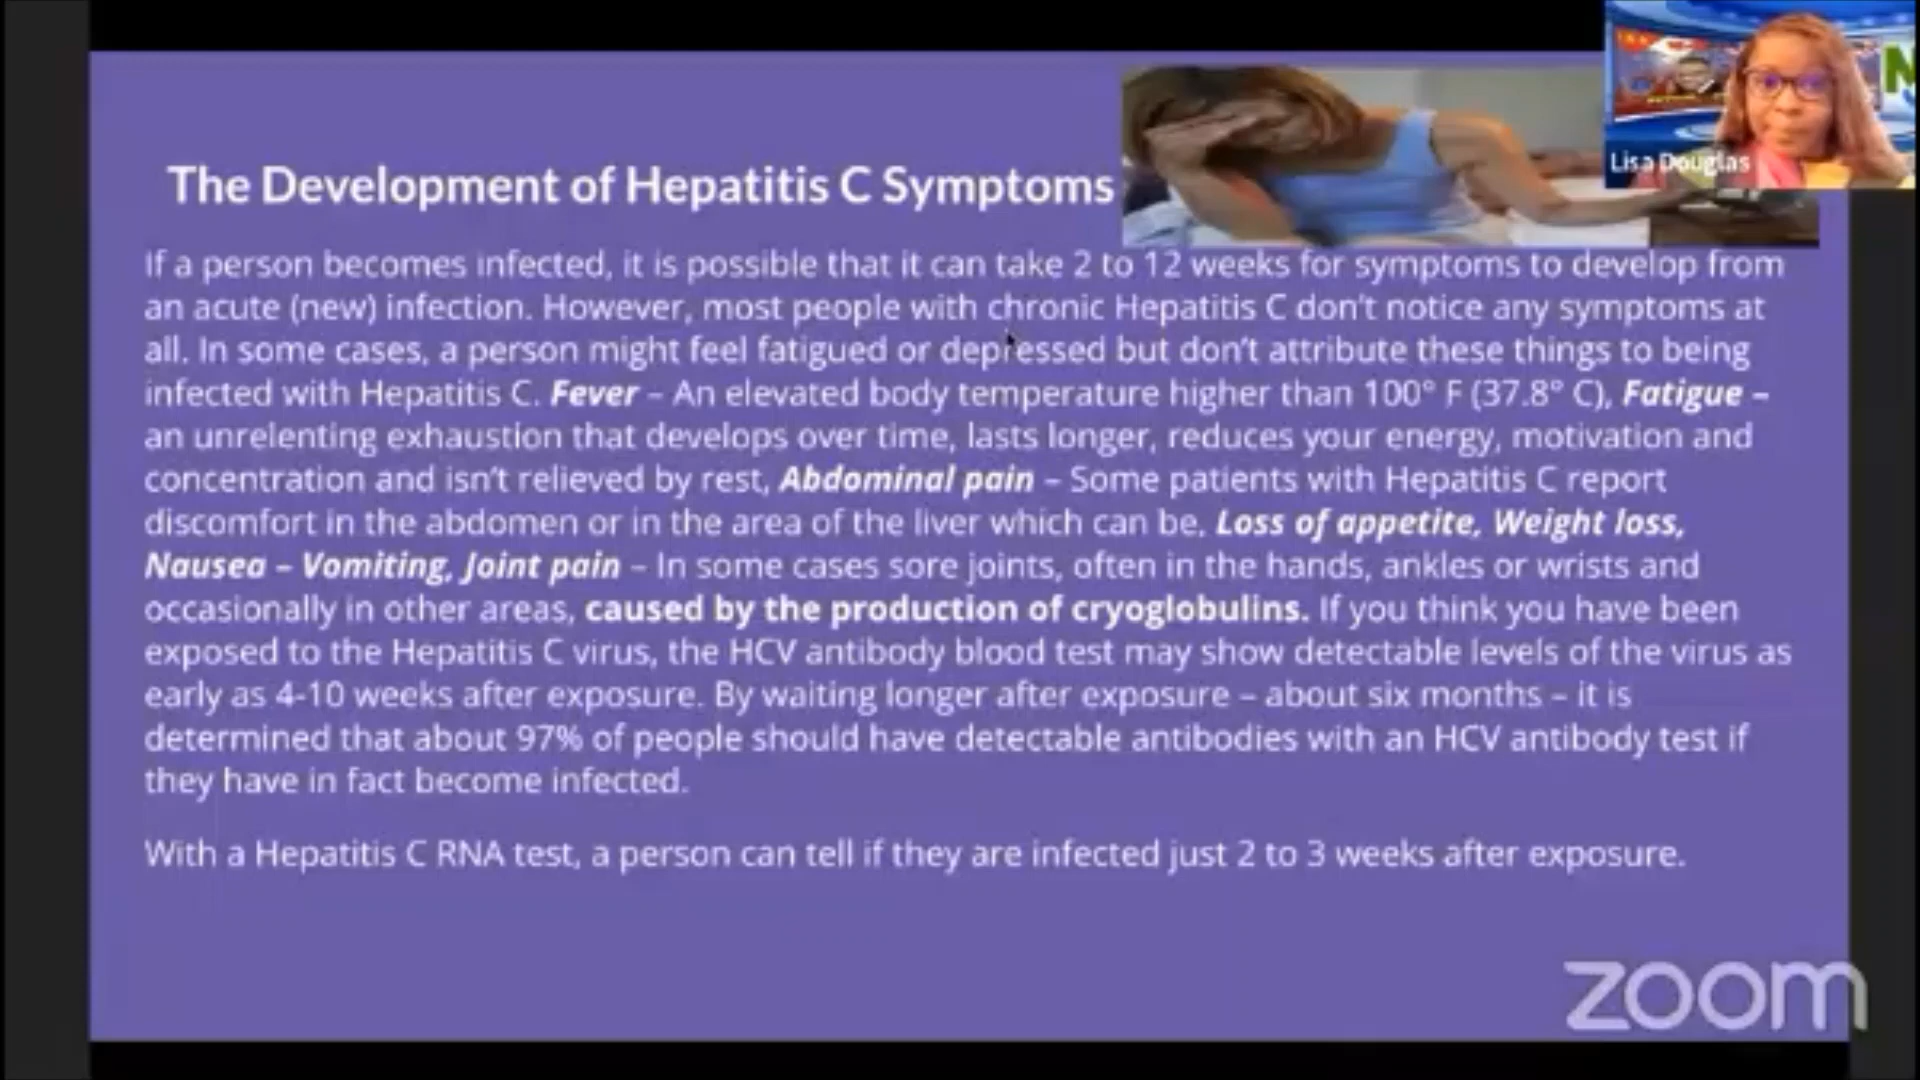 Lisa Douglas
The Development of Hepatitis C Symptoms
If a person becomes infected, it is possible that it can take 2 to 12 weeks for symptoms to develop from
an acute (new) infection. However, most people with chronic Hepatitis C don't notice any symptoms at
all. In some cases, a person might feel fatigued or depressed but don't attribute these things to being
infected with Hepatitis C. Fever – An elevated body temperature higher than 100° F (37.8° C), Fatigue –
an unrelenting exhaustion that develops over time, lasts longer, reduces your energy, motivation and
concentration and isn't relieved by rest, Abdominal pain – Some patients with Hepatitis C report
discomfort in the abdomen or in the area of the liver which can be, Loss of appetite, Weight loss,
Nausea – Vomiting, Joint pain – In some cases sore joints, often in the hands, ankles or wrists and
occasionally in other areas, caused by the production of cryoglobulins. If you think you have been
exposed to the Hepatitis C virus, the HCV antibody blood test may show detectable levels of the virus as
early as 4-10 weeks after exposure. By waiting longer after exposure – about six months – it is
determined that about 97% of people should have detectable antibodies with an HCV antibody test if
they have in fact become infected.
With a Hepatitis C RNA test, a person can tell if they are infected just 2 to 3 weeks after exposure.
zoom